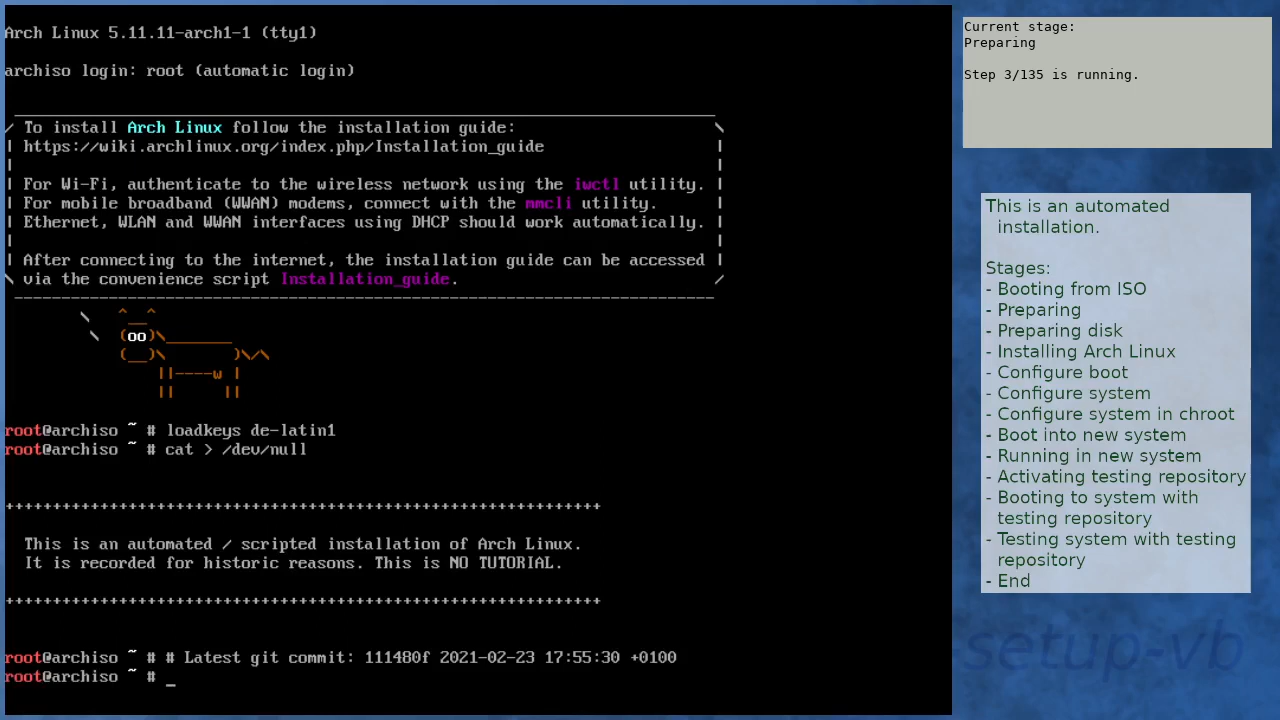 Arch Linux 5.11.11-arch1-1 (tty1)
archiso login: root (automatic login)
To install Arch Linux follow the installation guide:
https://wiki.archlinux.org/index.php/Installation_guide
For Wi-Fi, authenticate to the wireless network using the iwctl utility.
For mobile broadband (WWAN) modems, connect with the mmcli utility.
Ethernet, WLAN and WWAN interfaces using DHCP should work automatically.
After connecting to the internet, the installation guide can be accessed
via the convenience script Installation_guide.
root@archiso ~ # loadkeys de-latin1
root@archiso ~ # cat > /dev/null
+++++++++++++++++++++++++++++++++++++++++++++++++++++++++++++++
This is an automated / scripted installation of Arch Linux.
It is recorded for historic reasons. This is NO TUTORIAL.
+++++++++++++++++++++++++++++++++++++++++++++++++++++++++++++++
root@archiso ~ # # Latest git commit: 111480f 2021-02-23 17:55:30 +0100
root@archiso ~ # _
Current stage:
Preparing
Step 3/135 is running.
This is an automated
installation.
Stages:
- Booting from ISO
- Preparing
- Preparing disk
- Installing Arch Linux
- Configure boot
- Configure system
- Configure system in chroot
- Boot into new system
- Running in new system
- Activating testing repository
- Booting to system with
testing repository
- Testing system with testing
repository
- End
setup-vb